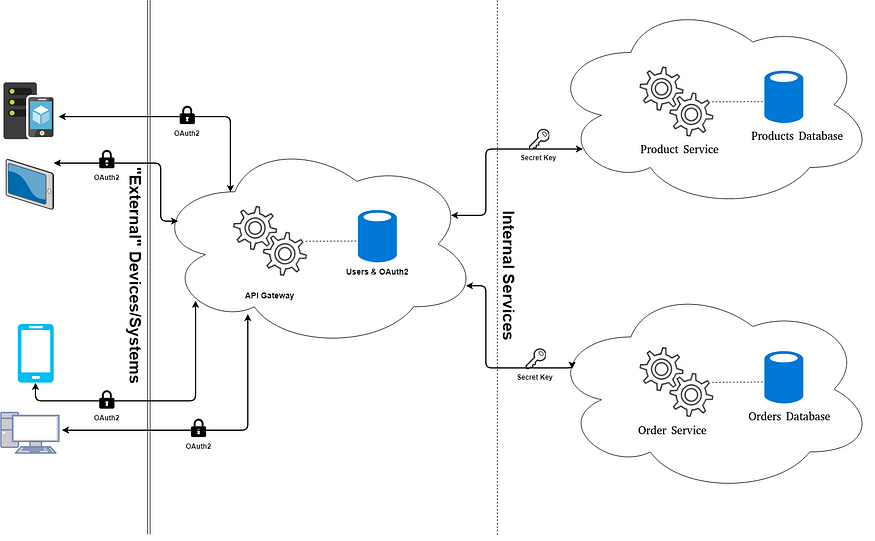 OAuth2
OAuth2
"External" Devices/Systems
OAuth2
OAuth2
API Gateway
Users & OAuth2
Internal Services
Secret Key
Secret Key
Product Service
Products Database
Order Service
Orders Database